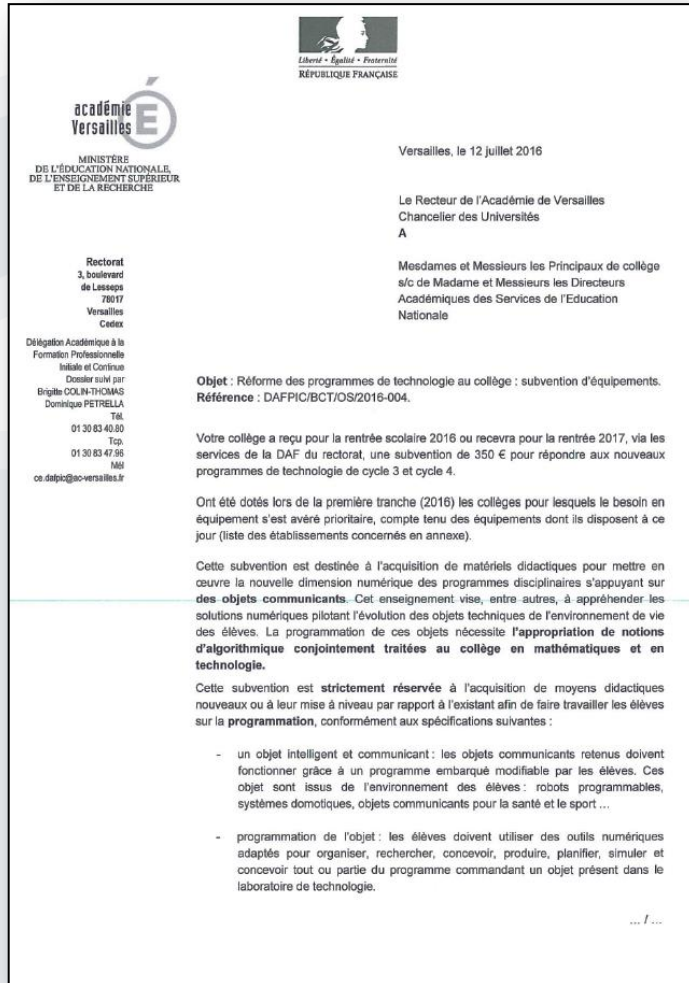 Liberté • Égalité • Fraternité
RÉPUBLIQUE FRANÇAISE
académie
Versailles
É
MINISTÈRE
DE L'ÉDUCATION NATIONALE,
DE L'ENSEIGNEMENT SUPÉRIEUR
ET DE LA RECHERCHE
Rectorat
3, boulevard
de Lesseps
78017
Versailles
Cedex
Délégation Académique à la
Formation Professionnelle
Initiale et Continue
Dossier suivi par
Brigitte COLIN-THOMAS
Dominique PETRELLA
Tél.
01 30 83 40.80
Tcp.
01 30 83 47.96
Mél
ce.dafpic@ac-versailles.fr
Versailles, le 12 juillet 2016
Le Recteur de l'Académie de Versailles
Chancelier des Universités
A
Mesdames et Messieurs les Principaux de collège
s/c de Madame et Messieurs les Directeurs
Académiques des Services de l'Education
Nationale
Objet : Réforme des programmes de technologie au collège : subvention d'équipements.
Référence : DAFPIC/BCT/OS/2016-004.
Votre collège a reçu pour la rentrée scolaire 2016 ou recevra pour la rentrée 2017, via les
services de la DAF du rectorat, une subvention de 350 € pour répondre aux nouveaux
programmes de technologie de cycle 3 et cycle 4.
Ont été dotés lors de la première tranche (2016) les collèges pour lesquels le besoin en
équipement s'est avéré prioritaire, compte tenu des équipements dont ils disposent à ce
jour (liste des établissements concernés en annexe).
Cette subvention est destinée à l'acquisition de matériels didactiques pour mettre en
œuvre la nouvelle dimension numérique des programmes disciplinaires s'appuyant sur
des objets communicants. Cet enseignement vise, entre autres, à appréhender les
solutions numériques pilotant l'évolution des objets techniques de l'environnement de vie
des élèves. La programmation de ces objets nécessite l'appropriation de notions
d'algorithmique conjointement traitées au collège en mathématiques et en
technologie.
Cette subvention est strictement réservée à l'acquisition de moyens didactiques
nouveaux ou à leur mise à niveau par rapport à l'existant afin de faire travailler les élèves
sur la programmation, conformément aux spécifications suivantes :
- un objet intelligent et communicant : les objets communicants retenus doivent
fonctionner grâce à un programme embarqué modifiable par les élèves. Ces
objet sont issus de l'environnement des élèves : robots programmables,
systèmes domotiques, objets communicants pour la santé et le sport ...
- programmation de l'objet : les élèves doivent utiliser des outils numériques
adaptés pour organiser, rechercher, concevoir, produire, planifier, simuler et
concevoir tout ou partie du programme commandant un objet présent dans le
laboratoire de technologie.
... / ...